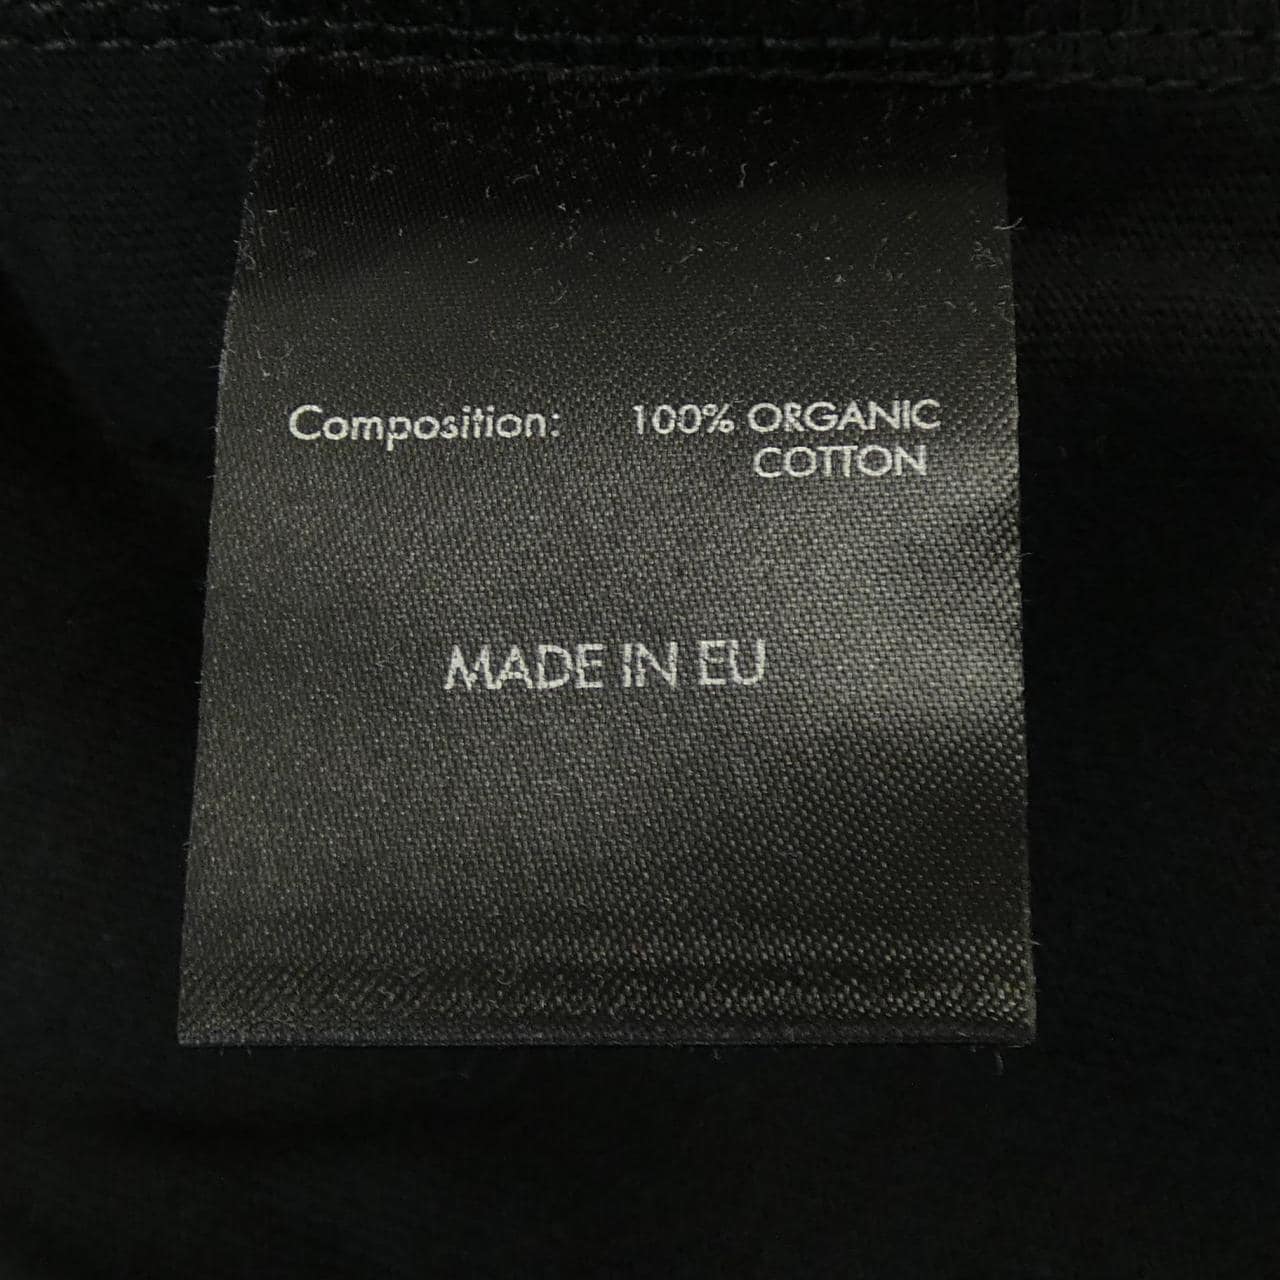 Composition: 100% ORGANIC
COTTON
MADE IN EU